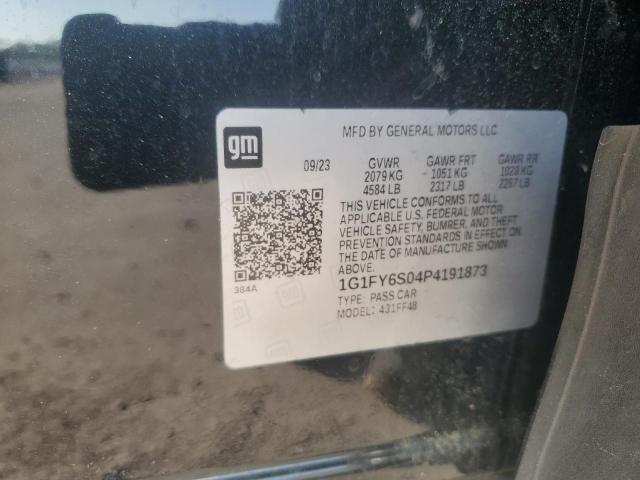 MFD BY GENERAL MOTORS LLC
gm
09/23 GVWR GAWR FRT GAWR RR
2079 KG 1051 KG 1028 KG
4584 LB 2317 LB 2267 LB
THIS VEHICLE CONFORMS TO ALL
APPLICABLE U.S. FEDERAL MOTOR
VEHICLE SAFETY, BUMPER, AND THEFT
PREVENTION STANDARDS IN EFFECT ON
THE DATE OF MANUFACTURE SHOWN
ABOVE.
384A
1G1FY6S04P4191873
TYPE: PASS CAR
MODEL: 431FF48